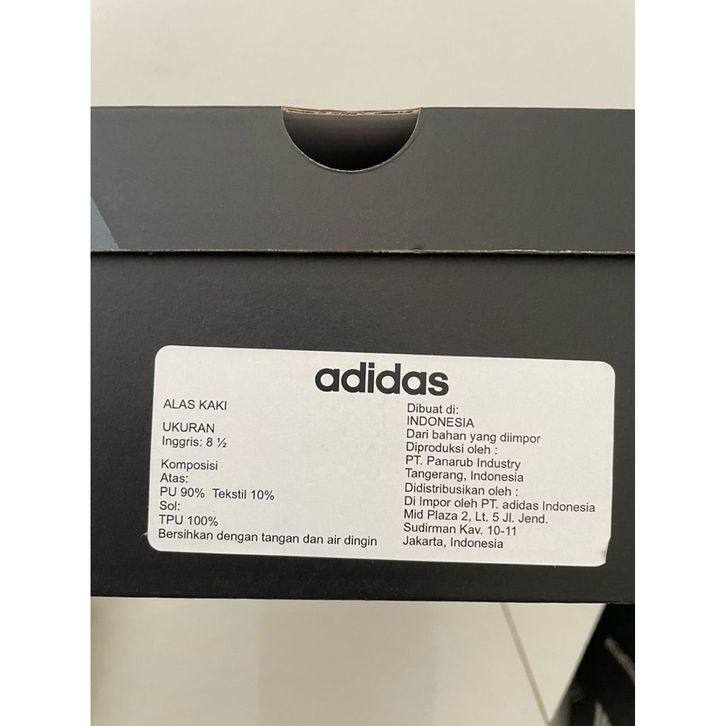 adidas
ALAS KAKI
UKURAN
Inggris: 8 ½
Komposisi
Atas:
PU 90% Tekstil 10%
Sol:
TPU 100%
Bersihkan dengan tangan dan air dingin
Dibuat di:
INDONESIA
Dari bahan yang diimpor
Diproduksi oleh :
PT. Panarub Industry
Tangerang, Indonesia
Didistribusikan oleh :
Di Impor oleh PT. adidas Indonesia
Mid Plaza 2, Lt. 5 Jl. Jend.
Sudirman Kav. 10-11
Jakarta, Indonesia